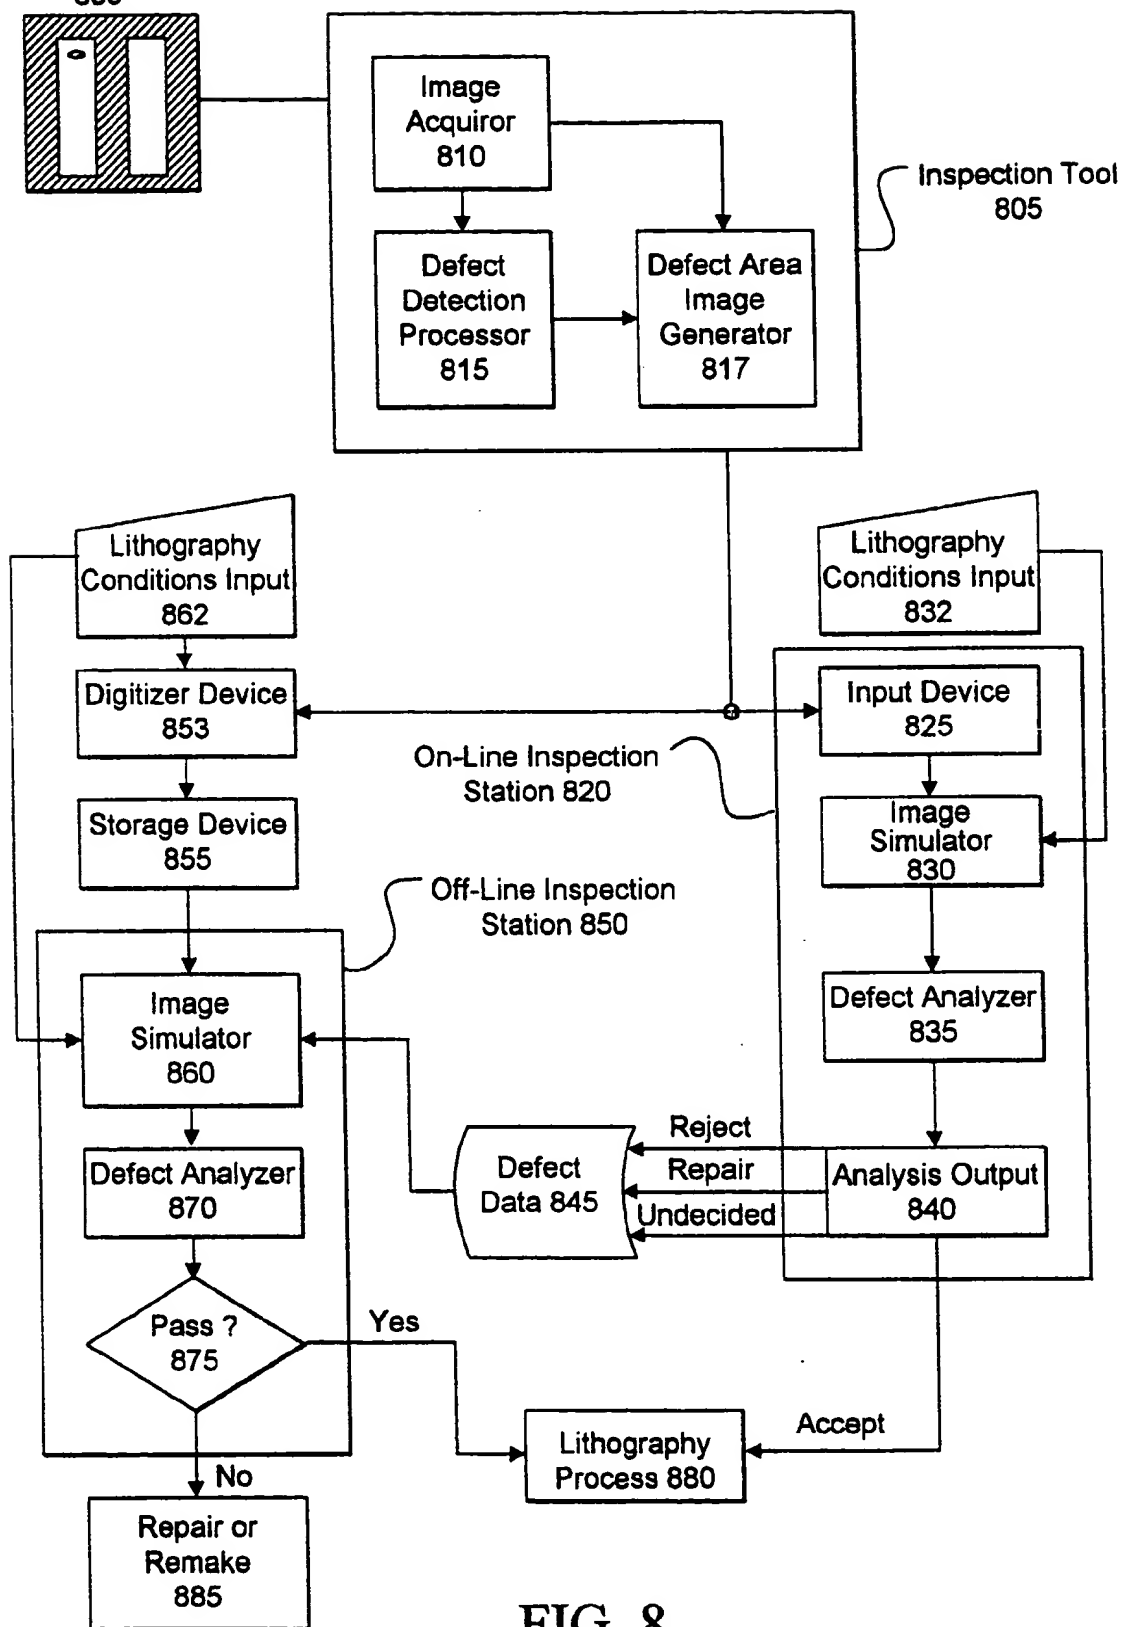 Image
Acquiror
810
Inspection Tool
805
Defect
Detection
Processor
815
Defect Area
Image
Generator
817
Lithography
Conditions Input
862
Lithography
Conditions Input
832
Digitizer Device
853
Input Device
825
On-Line Inspection
Station 820
Storage Device
855
Image
Simulator
830
Off-Line Inspection
Station 850
Image
Simulator
860
Defect Analyzer
835
Defect Analyzer
870
Defect
Data 845
Reject
Repair
Undecided
Analysis Output
840
Pass ?
875
Yes
No
Lithography
Process 880
Accept
Repair or
Remake
885
FIG. 8